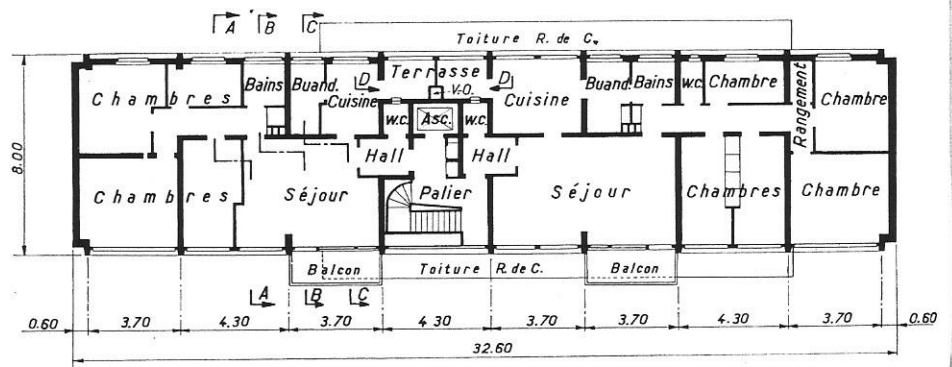 A B C
Toiture R. de C.
Chambres Bains Buand. D Cuisine Terrasse D Cuisine Buand. Bains W.C. Chambre Rangement Chambre
V-O.
W.C. Asc. W.C.
Hall Hall
8.00
Chambres Séjour Palier Séjour Chambres Chambre
Balcon Toiture R. de C. Balcon
A B C
0.60 3.70 4.30 3.70 4.30 3.70 3.70 4.30 3.70 0.60
32.60